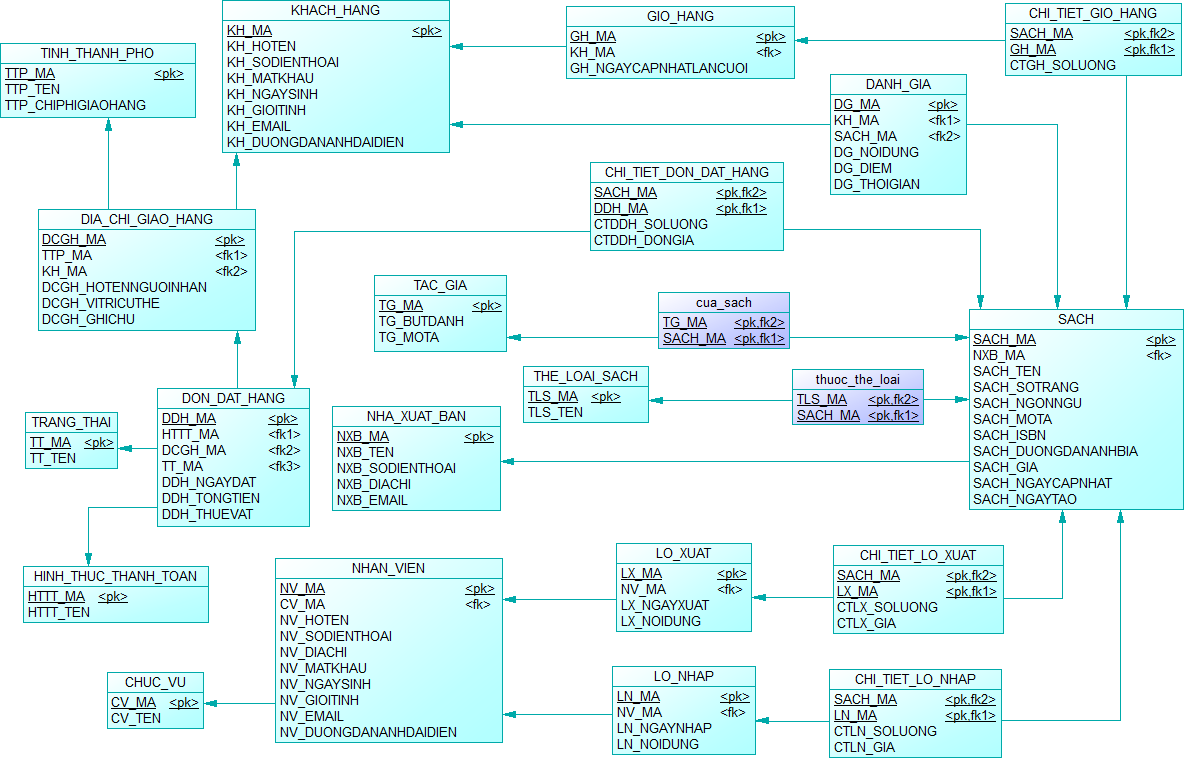 KHACH_HANG
KH_MA <pk>
KH_HOTEN
KH_SODIENTHOAI
KH_MATKHAU
KH_NGAYSINH
KH_GIOITINH
KH_EMAIL
KH_DUONGDANANHDAIDIEN
GIO_HANG
GH_MA <pk>
KH_MA <fk>
GH_NGAYCAPNHATLANCUOI
CHI_TIET_GIO_HANG
SACH_MA <pk,fk2>
GH_MA <pk,fk1>
CTGH_SOLUONG
TINH_THANH_PHO
TTP_MA <pk>
TTP_TEN
TTP_CHIPHIGIAOHANG
DANH_GIA
DG_MA <pk>
KH_MA <fk1>
SACH_MA <fk2>
DG_NOIDUNG
DG_DIEM
DG_THOIGIAN
CHI_TIET_DON_DAT_HANG
SACH_MA <pk,fk2>
DDH_MA <pk,fk1>
CTDDH_SOLUONG
CTDDH_DONGIA
DIA_CHI_GIAO_HANG
DCGH_MA <pk>
TTP_MA <fk1>
KH_MA <fk2>
DCGH_HOTENNGUOINHAN
DCGH_VITRICUTHE
DCGH_GHICHU
TAC_GIA
TG_MA <pk>
TG_BUTDANH
TG_MOTA
cua_sach
TG_MA <pk,fk2>
SACH_MA <pk,fk1>
SACH
SACH_MA <pk>
NXB_MA <fk>
SACH_TEN
SACH_SOTRANG
SACH_NGONNGU
SACH_MOTA
SACH_ISBN
SACH_DUONGDANANHBIA
SACH_GIA
SACH_NGAYCAPNHAT
SACH_NGAYTAO
THE_LOAI_SACH
TLS_MA <pk>
TLS_TEN
thuoc_the_loai
TLS_MA <pk,fk2>
SACH_MA <pk,fk1>
DON_DAT_HANG
DDH_MA <pk>
HTTT_MA <fk1>
DCGH_MA <fk2>
TT_MA <fk3>
DDH_NGAYDAT
DDH_TONGTIEN
DDH_THUEVAT
TRANG_THAI
TT_MA <pk>
TT_TEN
NHA_XUAT_BAN
NXB_MA <pk>
NXB_TEN
NXB_SODIENTHOAI
NXB_DIACHI
NXB_EMAIL
HINH_THUC_THANH_TOAN
HTTT_MA <pk>
HTTT_TEN
NHAN_VIEN
NV_MA <pk>
CV_MA <fk>
NV_HOTEN
NV_SODIENTHOAI
NV_DIACHI
NV_MATKHAU
NV_NGAYSINH
NV_GIOITINH
NV_EMAIL
NV_DUONGDANANHDAIDIEN
LO_XUAT
LX_MA <pk>
NV_MA <fk>
LX_NGAYXUAT
LX_NOIDUNG
CHI_TIET_LO_XUAT
SACH_MA <pk,fk2>
LX_MA <pk,fk1>
CTLX_SOLUONG
CTLX_GIA
CHUC_VU
CV_MA <pk>
CV_TEN
LO_NHAP
LN_MA <pk>
NV_MA <fk>
LN_NGAYNHAP
LN_NOIDUNG
CHI_TIET_LO_NHAP
SACH_MA <pk,fk2>
LN_MA <pk,fk1>
CTLN_SOLUONG
CTLN_GIA